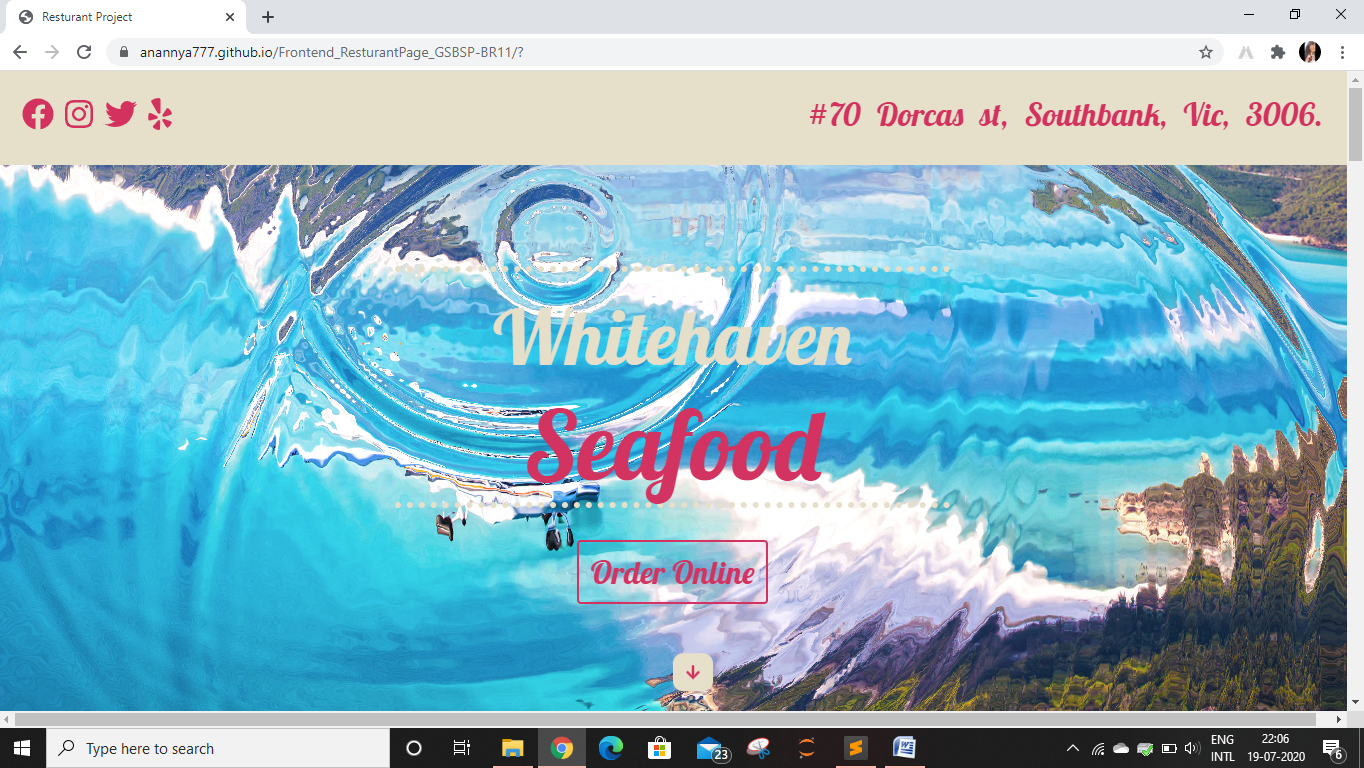 Resturant Project
anannya777.github.io/Frontend_ResturantPage_GSBSP-BR11/?
#70 Dorcas st, Southbank, Vic, 3006.
Whitehaven
Seafood
Order Online
Type here to search
23
ENG
INTL
22:06
19-07-2020
6